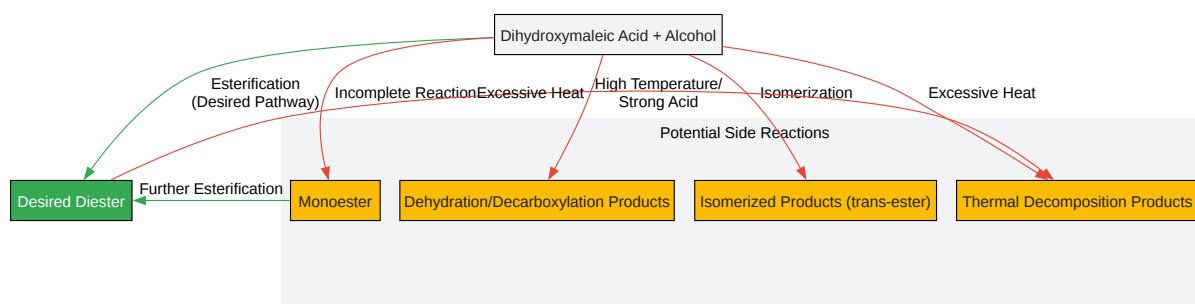 Dihydroxymaleic Acid + Alcohol
Esterification
(Desired Pathway)
Incomplete Reaction
Excessive Heat
High Temperature/
Strong Acid
Isomerization
Excessive Heat
Potential Side Reactions
Desired Diester
Further Esterification
Monoester
Dehydration/Decarboxylation Products
Isomerized Products (trans-ester)
Thermal Decomposition Products